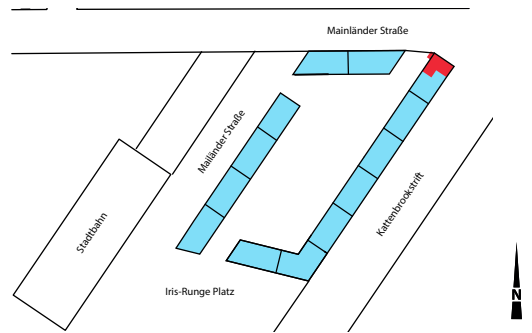 Mainländer Straße
Mailänder Straße
Stadtbahn
Kattenbrookstrift
Iris-Runge Platz
N